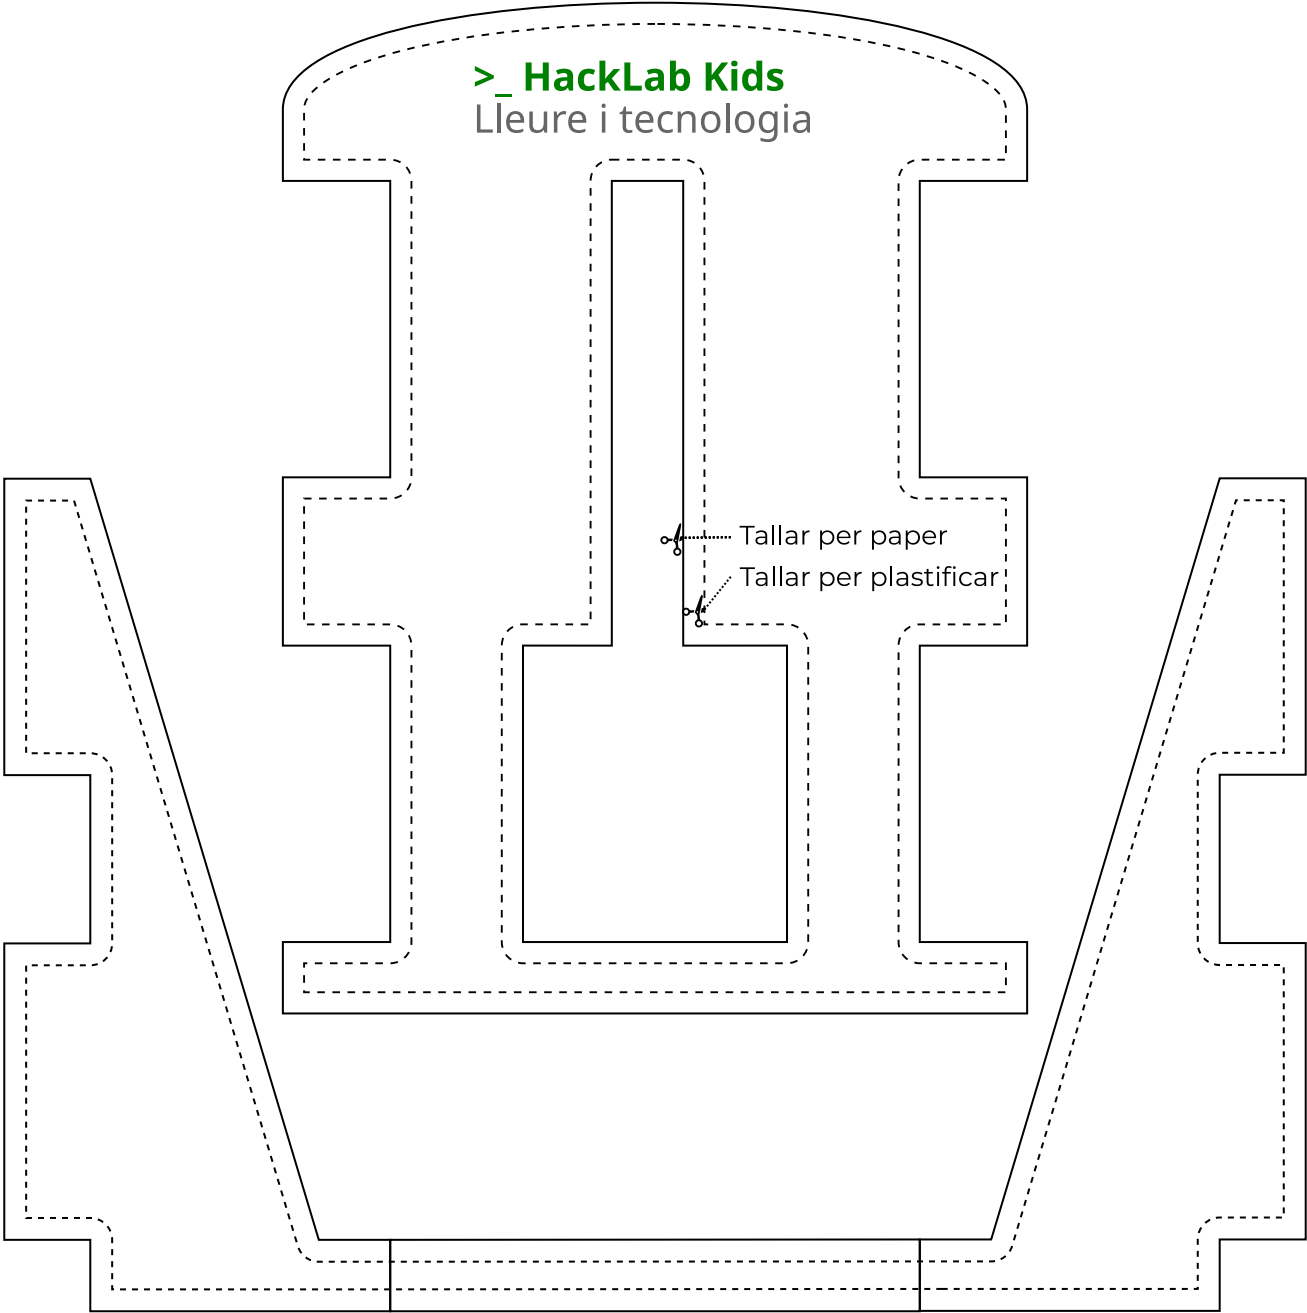 >_ HackLab Kids
Lleure i tecnologia
Tallar per paper
Tallar per plastificar